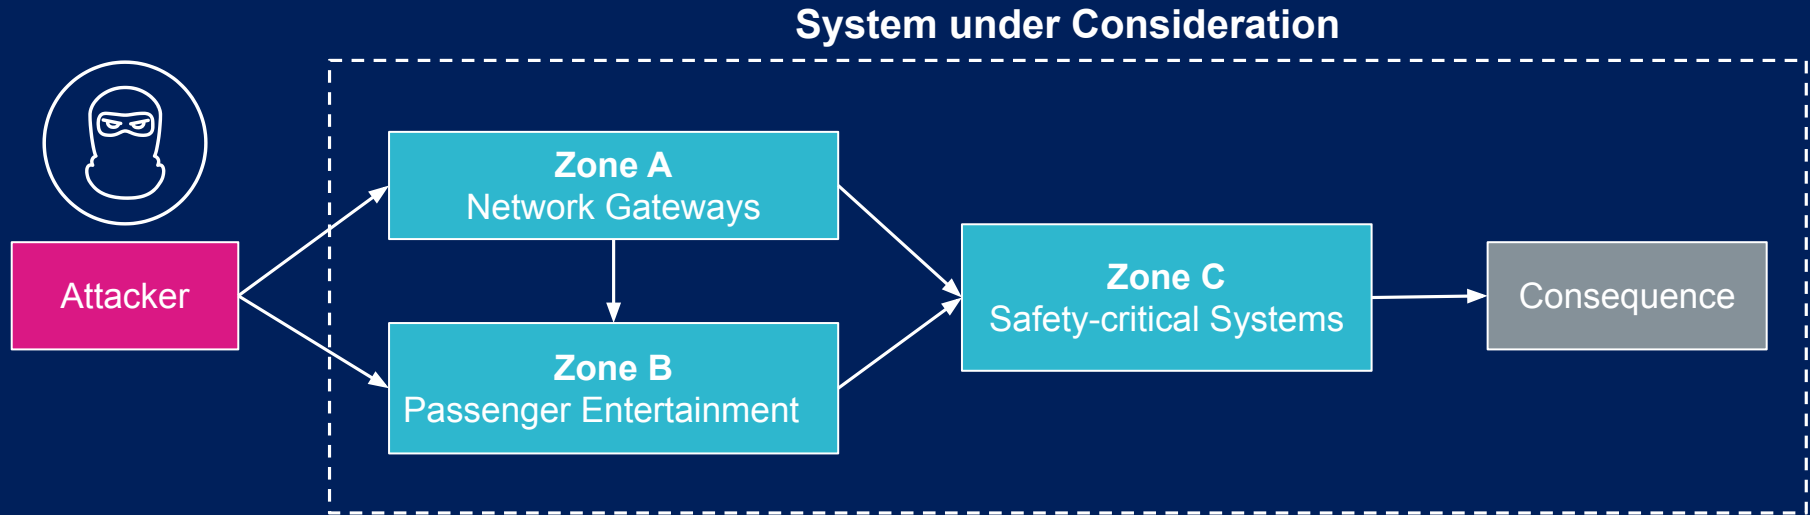 System under Consideration
Attacker
Zone A
Network Gateways
Zone B
Passenger Entertainment
Zone C
Safety-critical Systems
Consequence